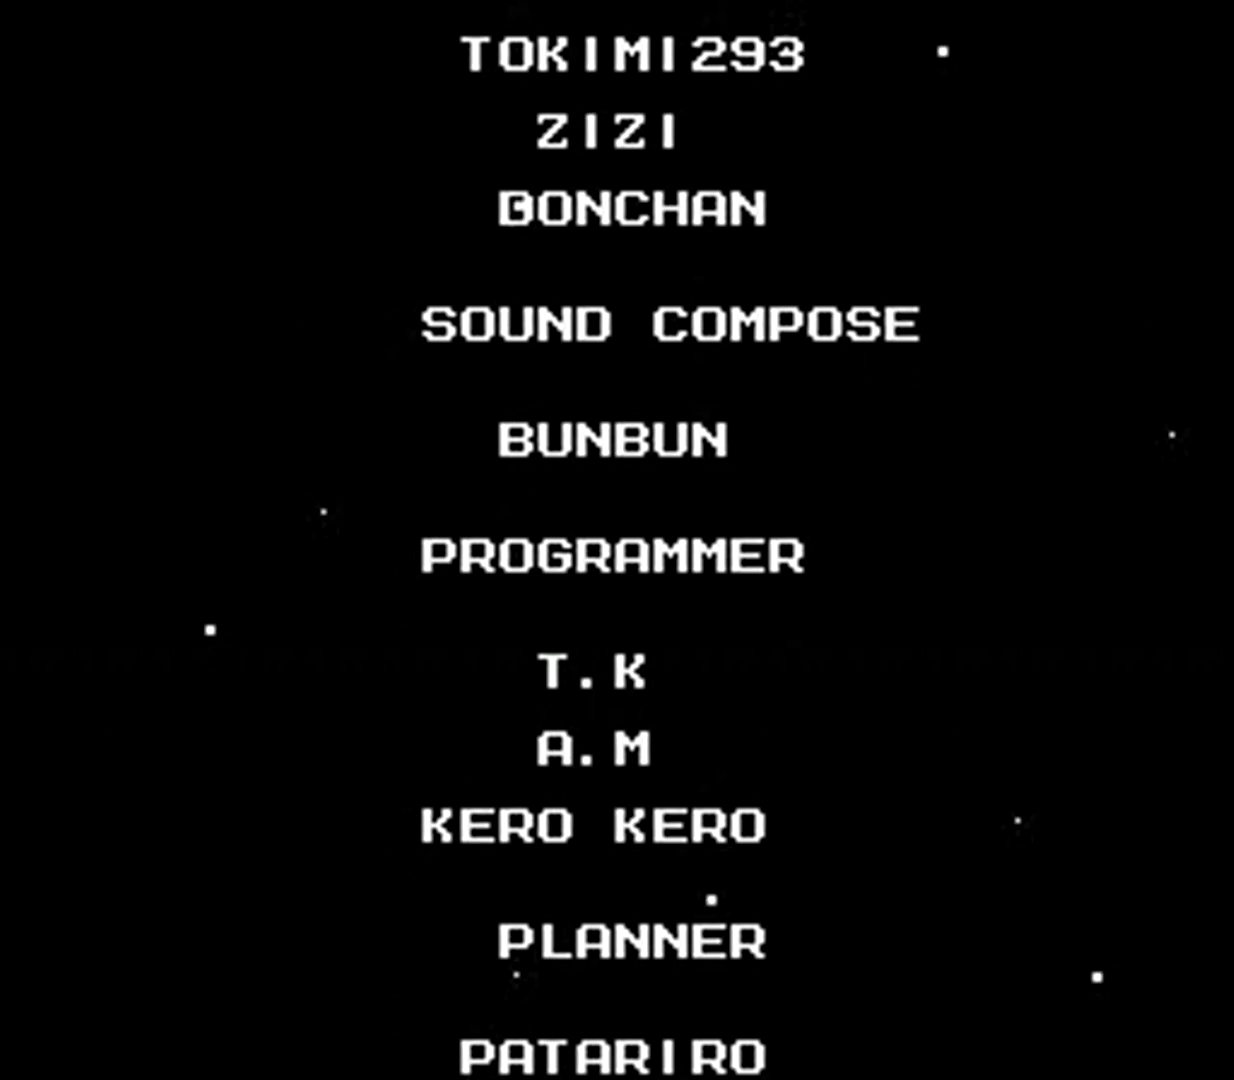 TOKIMI293
ZIZI
BONCHAN
SOUND COMPOSE
BUNBUN
PROGRAMMER
T.K
A.M
KERO KERO
PLANNER
PATARIRO